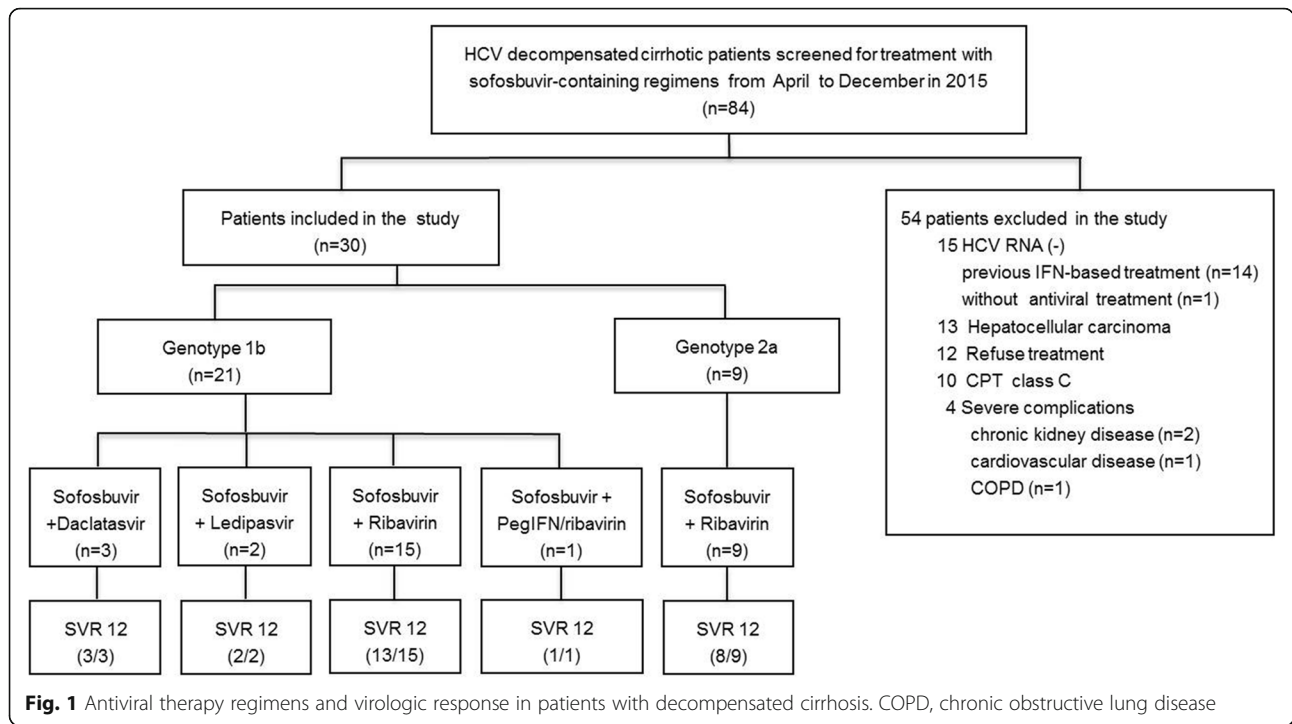 HCV decompensated cirrhotic patients screened for treatment with
sofosbuvir-containing regimens from April to December in 2015
(n=84)
Patients included in the study
(n=30)
54 patients excluded in the study
15 HCV RNA (-)
previous IFN-based treatment (n=14)
without antiviral treatment (n=1)
13 Hepatocellular carcinoma
12 Refuse treatment
10 CPT class C
4 Severe complications
chronic kidney disease (n=2)
cardiovascular disease (n=1)
COPD (n=1)
Genotype 1b
(n=21)
Genotype 2a
(n=9)
Sofosbuvir
+Daclatasvir
(n=3)
Sofosbuvir
+ Ledipasvir
(n=2)
Sofosbuvir
+ Ribavirin
(n=15)
Sofosbuvir +
PegIFN/ribavirin
(n=1)
Sofosbuvir
+ Ribavirin
(n=9)
SVR 12
(3/3)
SVR 12
(2/2)
SVR 12
(13/15)
SVR 12
(1/1)
SVR 12
(8/9)
Fig. 1 Antiviral therapy regimens and virologic response in patients with decompensated cirrhosis. COPD, chronic obstructive lung disease